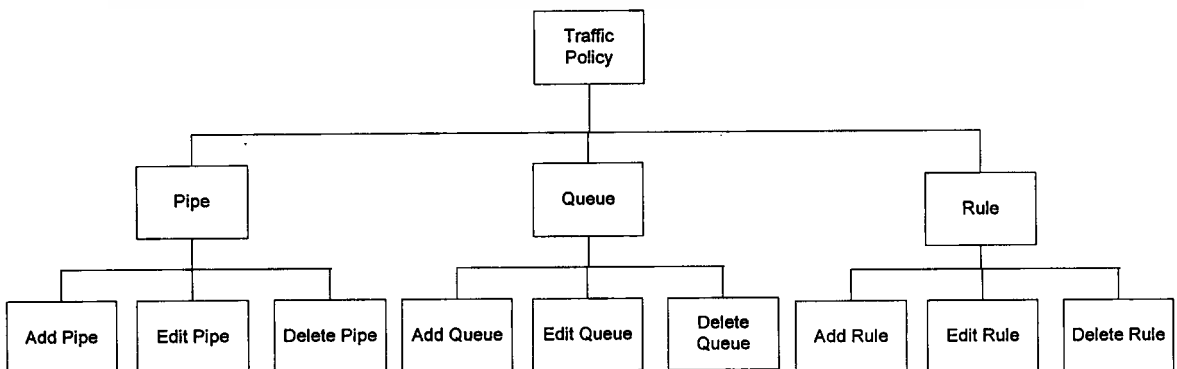 Traffic
Policy
Pipe
Queue
Rule
Add Pipe
Edit Pipe
Delete Pipe
Add Queue
Edit Queue
Delete
Queue
Add Rule
Edit Rule
Delete Rule